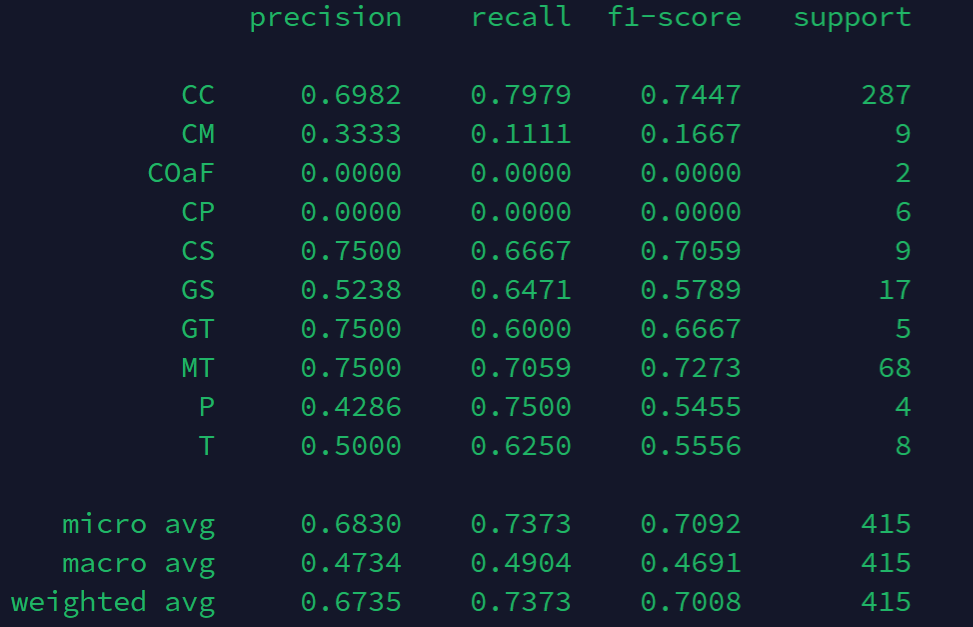 precision recall f1-score support
CC 0.6982 0.7979 0.7447 287
CM 0.3333 0.1111 0.1667 9
COaF 0.0000 0.0000 0.0000 2
CP 0.0000 0.0000 0.0000 6
CS 0.7500 0.6667 0.7059 9
GS 0.5238 0.6471 0.5789 17
GT 0.7500 0.6000 0.6667 5
MT 0.7500 0.7059 0.7273 68
P 0.4286 0.7500 0.5455 4
T 0.5000 0.6250 0.5556 8
micro avg 0.6830 0.7373 0.7092 415
macro avg 0.4734 0.4904 0.4691 415
weighted avg 0.6735 0.7373 0.7008 415